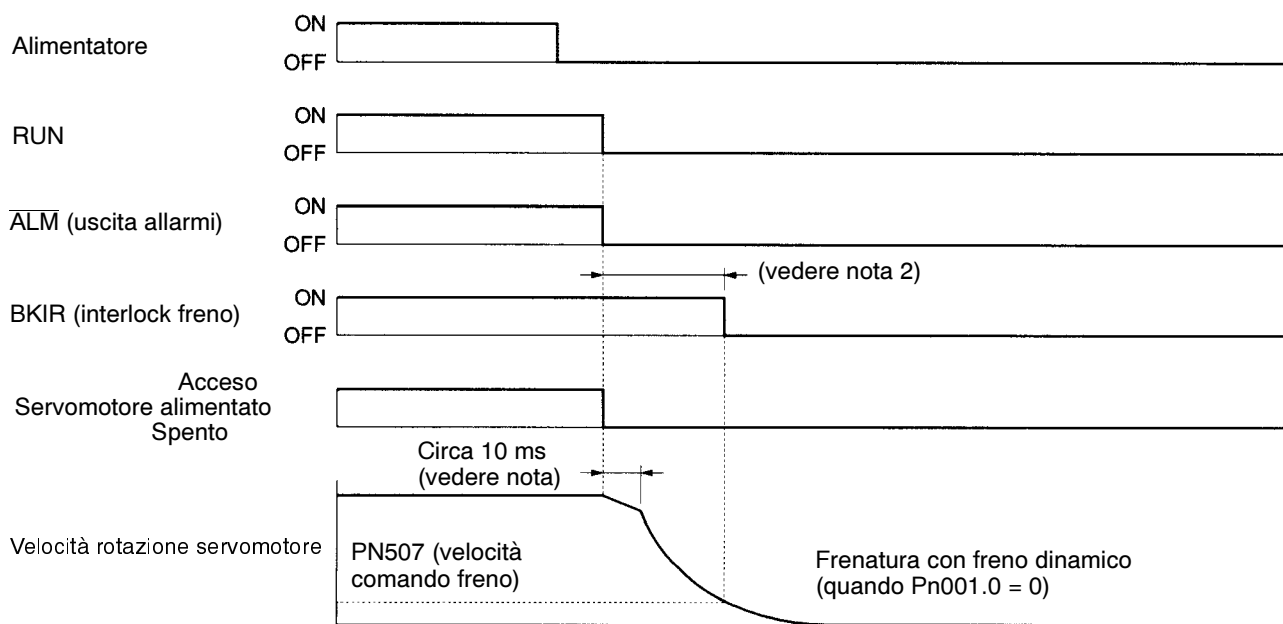 Alimentatore
ON
OFF
RUN
ON
OFF
ALM (uscita allarmi)
ON
OFF
(vedere nota 2)
BKIR (interlock freno)
ON
OFF
Acceso
Servomotore alimentato
Spento
Circa 10 ms
(vedere nota)
Velocità rotazione servomotore
PN507 (velocità
comando freno)
Frenatura con freno dinamico
(quando Pn001.0 = 0)